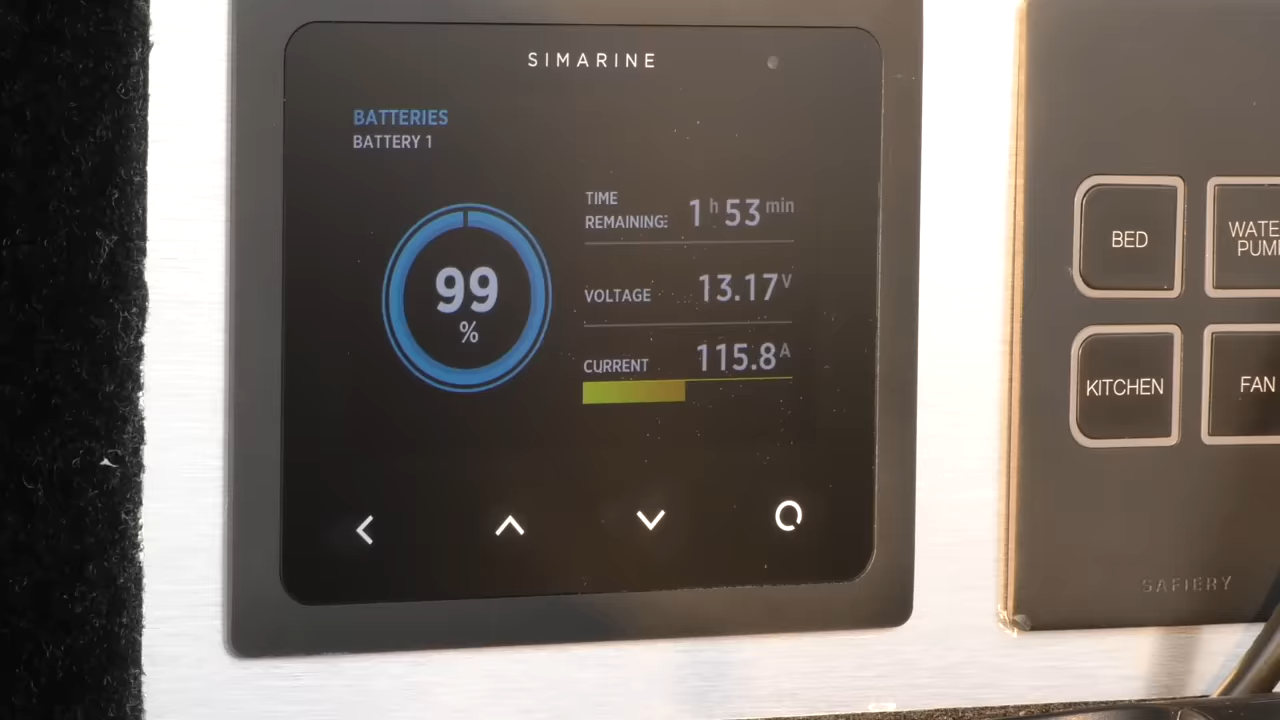 SIMARINE
BATTERIES
BATTERY 1
99
%
TIME
REMAINING:
1 h 53 min
VOLTAGE
13.17 V
CURRENT
115.8 A
BED
KITCHEN
FAN
SAFIERY